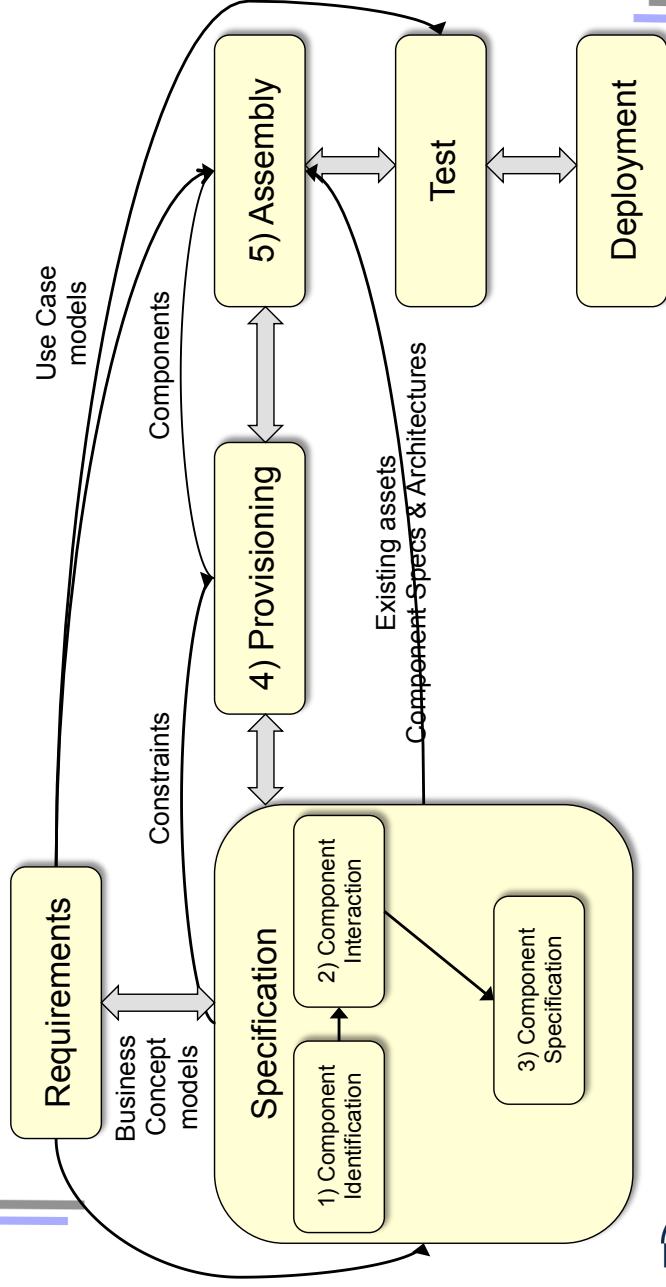 Requirements
Use Case
models
Business
Concept
models
Constraints
Components
Specification
1) Component
Identification
2) Component
Interaction
3) Component
Specification
4) Provisioning
5) Assembly
Existing assets
Component Specs & Architectures
Test
Deployment